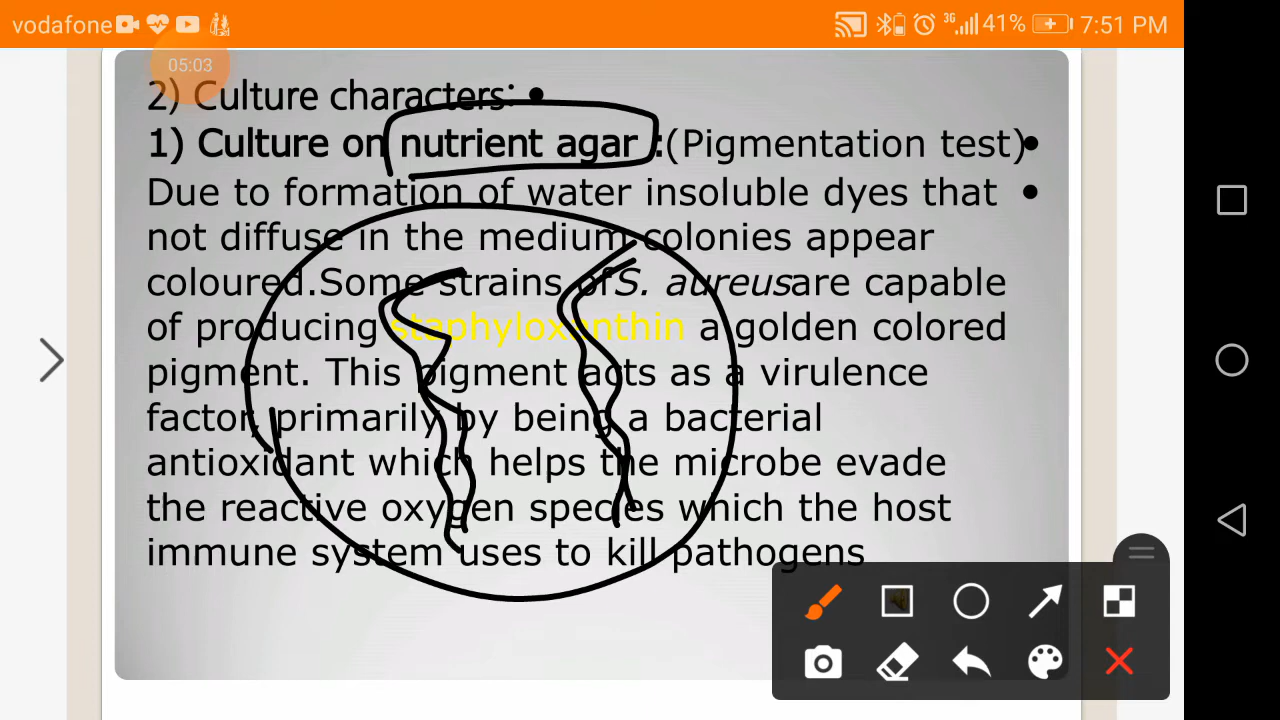 vodafone 3G 41% 7:51 PM
05:03
2) Culture characters: •
1) Culture on nutrient agar :(Pigmentation test) •
Due to formation of water insoluble dyes that •
not diffuse in the medium colonies appear
coloured.Some strains of S. aureus are capable
of producing staphyloxanthin a golden colored
pigment. This pigment acts as a virulence
factor, primarily by being a bacterial
antioxidant which helps the microbe evade
the reactive oxygen species which the host
immune system uses to kill pathogens